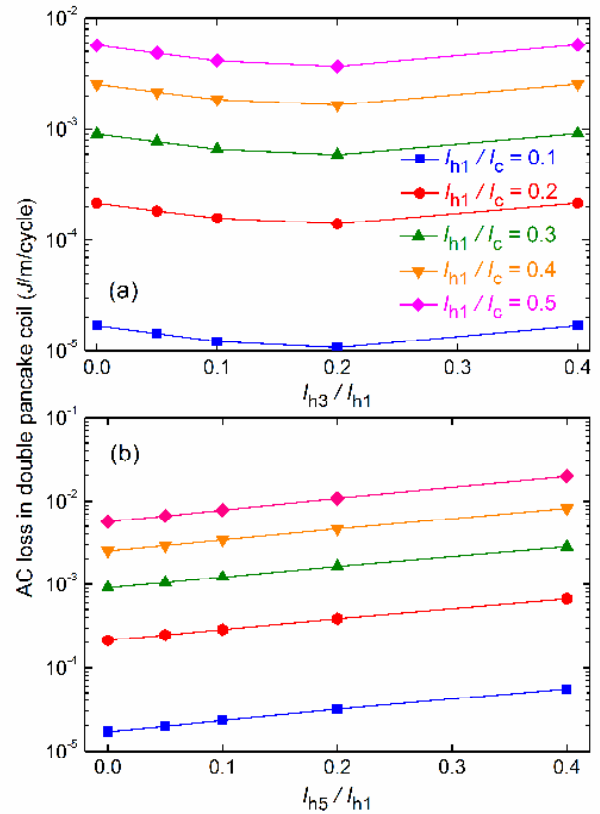 AC loss in double pancake coil (J/m/cycle)
10⁻²
10⁻³
10⁻⁴
10⁻⁵
I_h1 / I_c = 0.1
I_h1 / I_c = 0.2
I_h1 / I_c = 0.3
I_h1 / I_c = 0.4
I_h1 / I_c = 0.5
(a)
0.0 0.1 0.2 0.3 0.4
I_h3 / I_h1
10⁻¹
10⁻²
10⁻³
10⁻⁴
10⁻⁵
(b)
0.0 0.1 0.2 0.3 0.4
I_h5 / I_h1